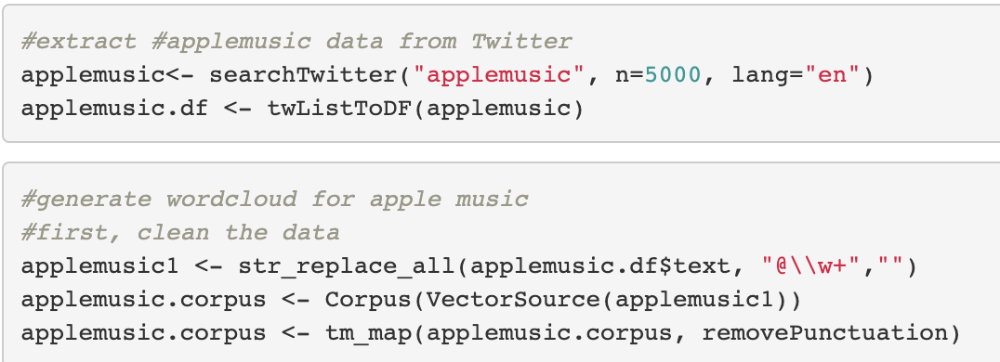 #extract #applemusic data from Twitter
applemusic<- searchTwitter("applemusic", n=5000, lang="en")
applemusic.df <- twListToDF(applemusic)
#generate wordcloud for apple music
#first, clean the data
applemusic1 <- str_replace_all(applemusic.df$text, "@\\w+","")
applemusic.corpus <- Corpus(VectorSource(applemusic1))
applemusic.corpus <- tm_map(applemusic.corpus, removePunctuation)